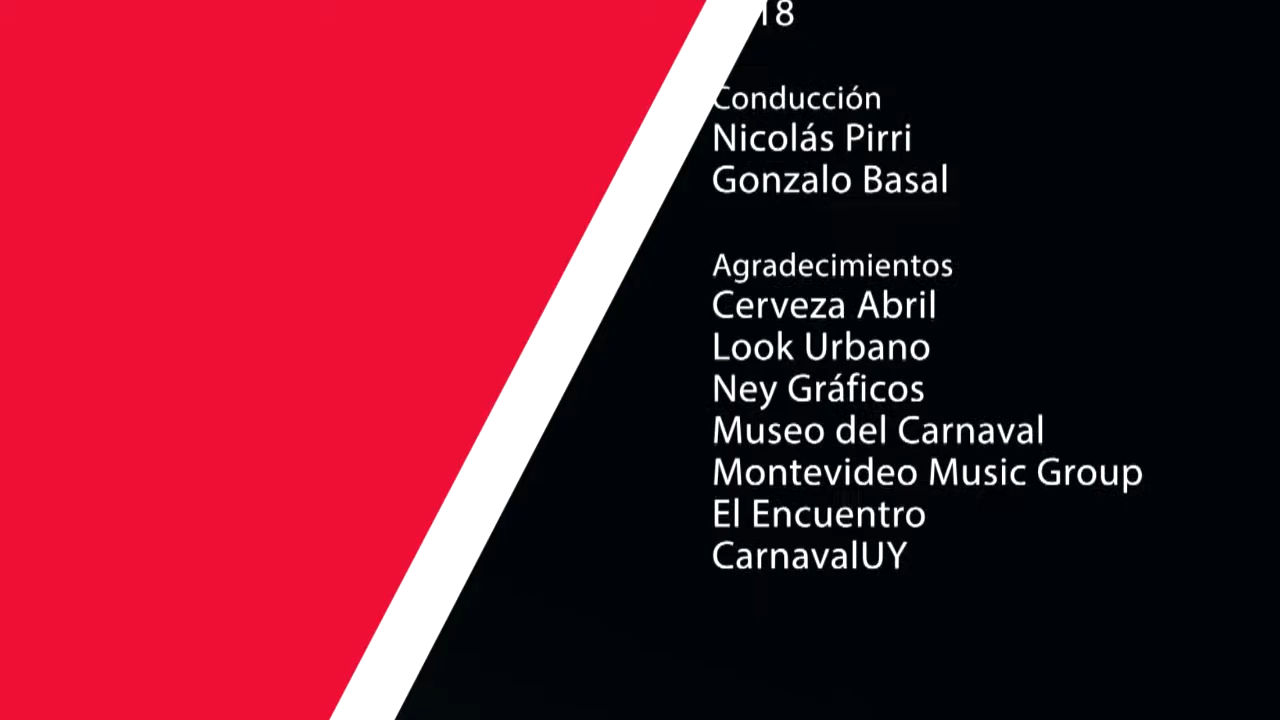 18
Conducción
Nicolás Pirri
Gonzalo Basal
Agradecimientos
Cerveza Abril
Look Urbano
Ney Gráficos
Museo del Carnaval
Montevideo Music Group
El Encuentro
CarnavalUY